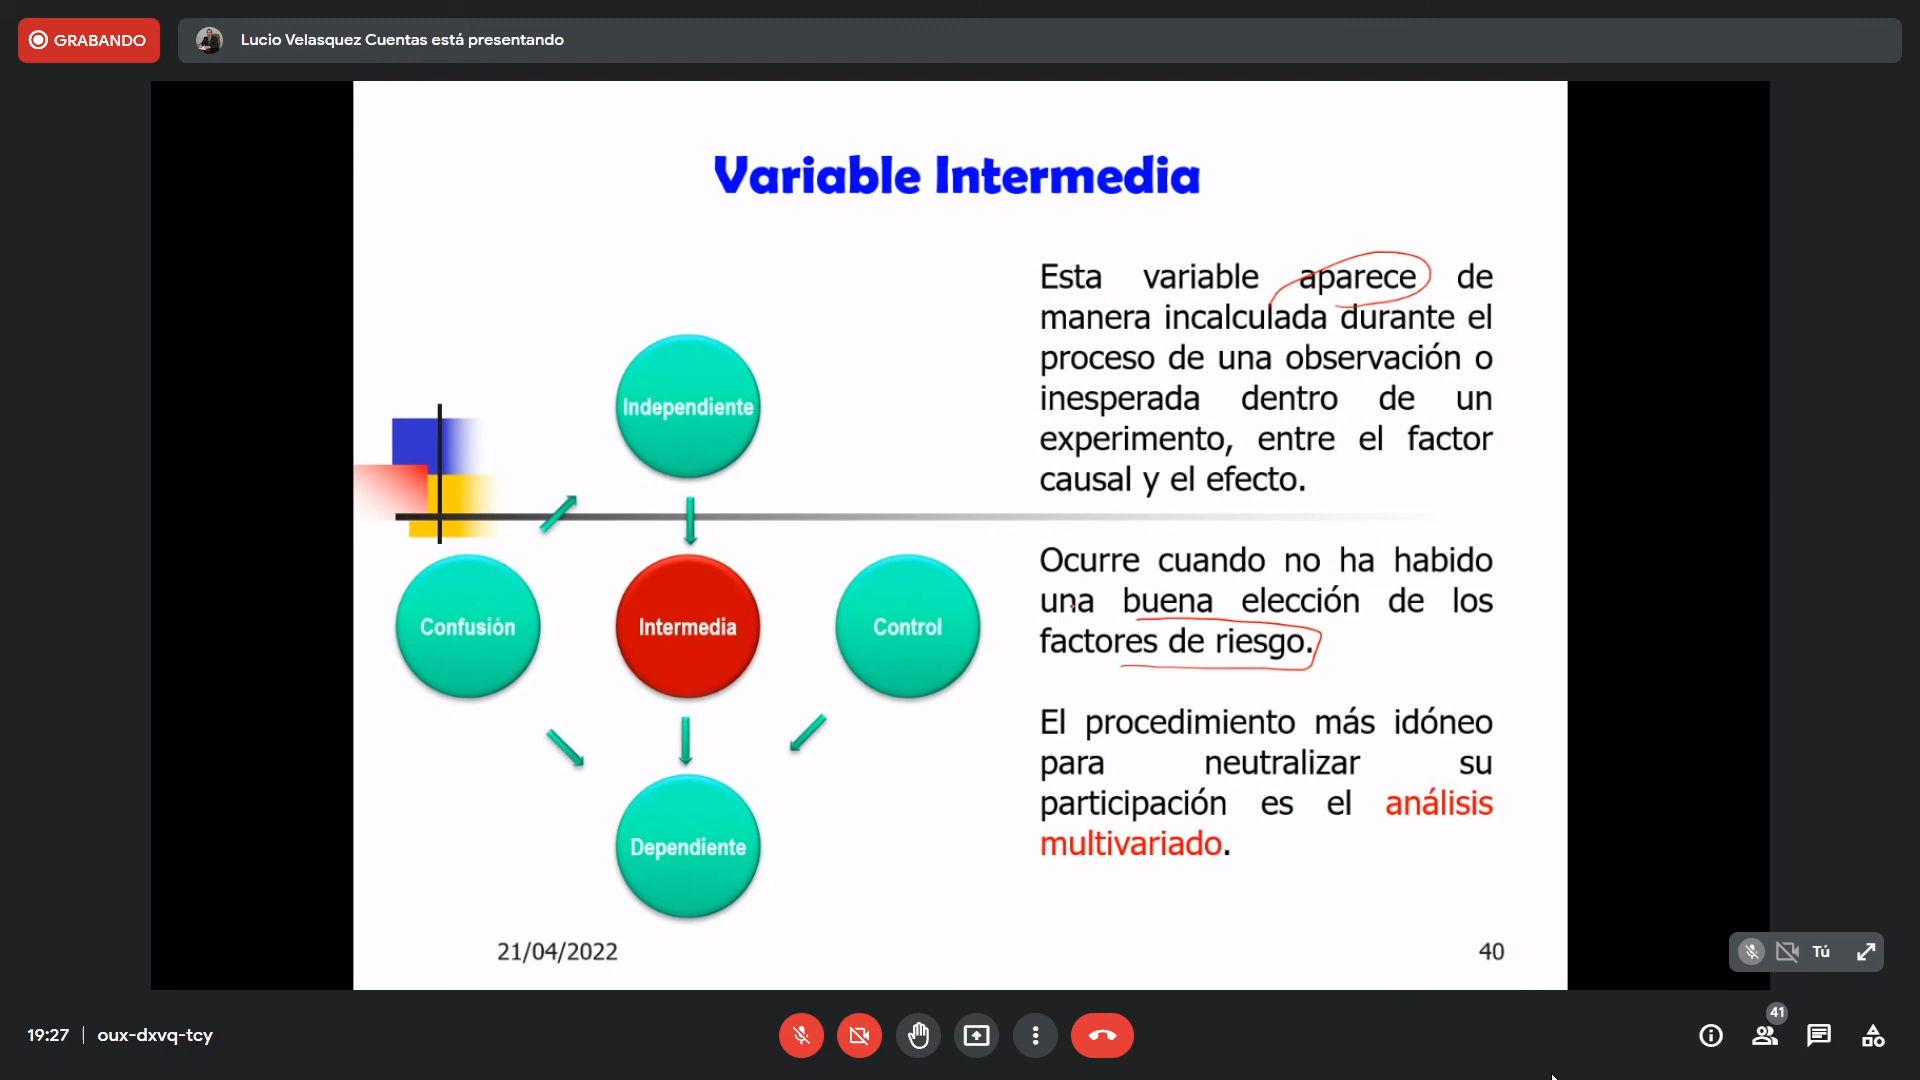 GRABANDO
Lucio Velasquez Cuentas está presentando
Variable Intermedia
Esta variable aparece de
manera incalculada durante el
proceso de una observación o
inesperada dentro de un
experimento, entre el factor
causal y el efecto.
Ocurre cuando no ha habido
una buena elección de los
factores de riesgo.
El procedimiento más idóneo
para neutralizar su
participación es el análisis
multivariado.
Independiente
Confusión
Intermedia
Control
Dependiente
21/04/2022
40
Tú
19:27 | oux-dxvq-tcy
41